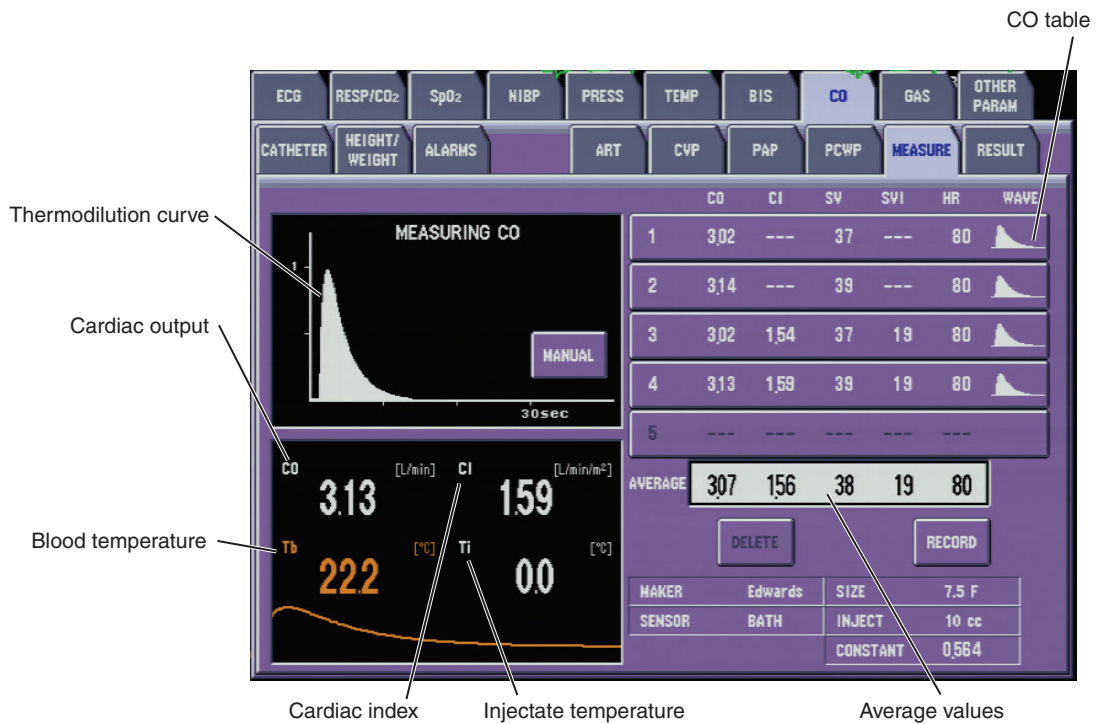 CO table
ECG RESP/CO2 SpO2 NIBP PRESS TEMP BIS CO GAS OTHER PARAM
CATHETER HEIGHT/WEIGHT ALARMS ART CVP PAP PCWP MEASURE RESULT
CO CI SV SVI HR WAVE
Thermodilution curve
MEASURING CO
1
MANUAL
30sec
1 3.02 --- 37 --- 80
2 3.14 --- 39 --- 80
3 3.02 1.54 37 19 80
4 3.13 1.59 39 19 80
5 --- --- --- --- ---
Cardiac output
CO [L/min] CI [L/min/m²]
3.13 1.59
AVERAGE 3.07 1.56 38 19 80
Blood temperature
Tb [°C] Ti [°C]
22.2 0.0
DELETE RECORD
MAKER Edwards SIZE 7.5 F
SENSOR BATH INJECT 10 cc
CONSTANT 0.564
Cardiac index
Injectate temperature
Average values